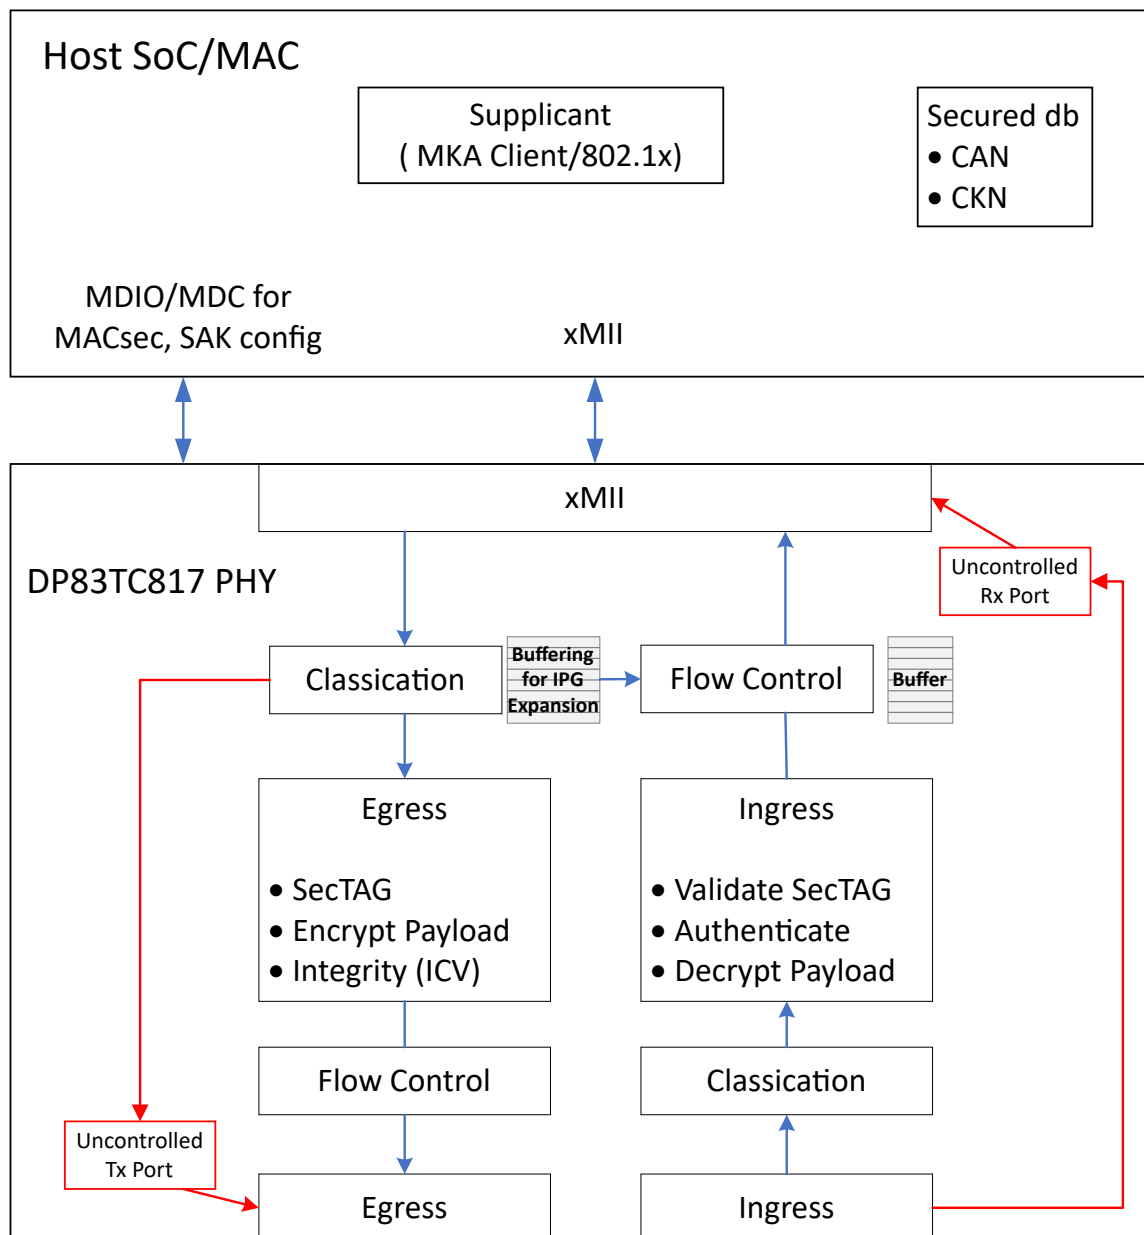 Host SoC/MAC
Supplicant
( MKA Client/802.1x)
Secured db
• CAN
• CKN
MDIO/MDC for
MACsec, SAK config
xMII
xMII
DP83TC817 PHY
Uncontrolled
Rx Port
Classication
Buffering
for IPG
Expansion
Flow Control
Buffer
Egress
• SecTAG
• Encrypt Payload
• Integrity (ICV)
Ingress
• Validate SecTAG
• Authenticate
• Decrypt Payload
Flow Control
Classication
Uncontrolled
Tx Port
Egress
Ingress